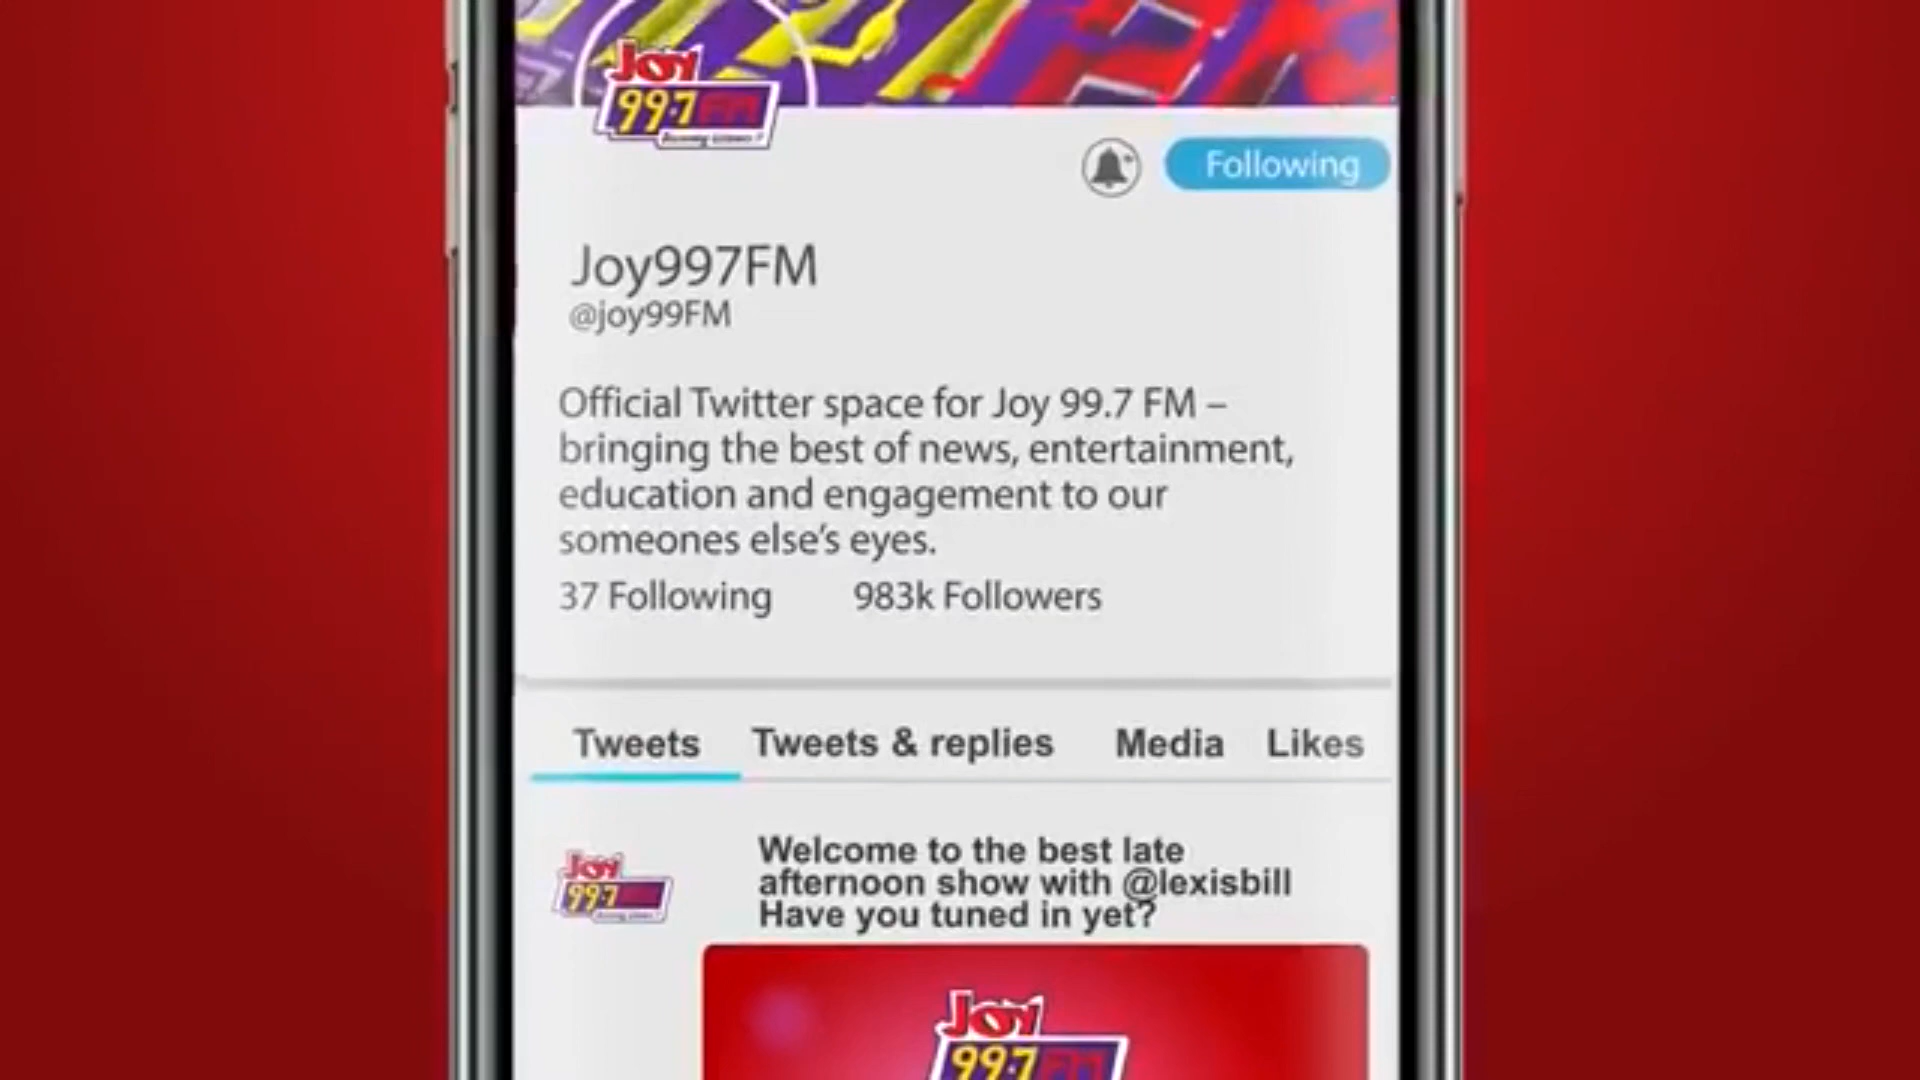 Joy
99.7 FM
Following
Joy997FM
@joy99FM
Official Twitter space for Joy 99.7 FM –
bringing the best of news, entertainment,
education and engagement to our
someones else's eyes.
37 Following 983k Followers
Tweets Tweets & replies Media Likes
Joy
99.7
Welcome to the best late
afternoon show with @lexisbill
Have you tuned in yet?
Joy
99.7 FM